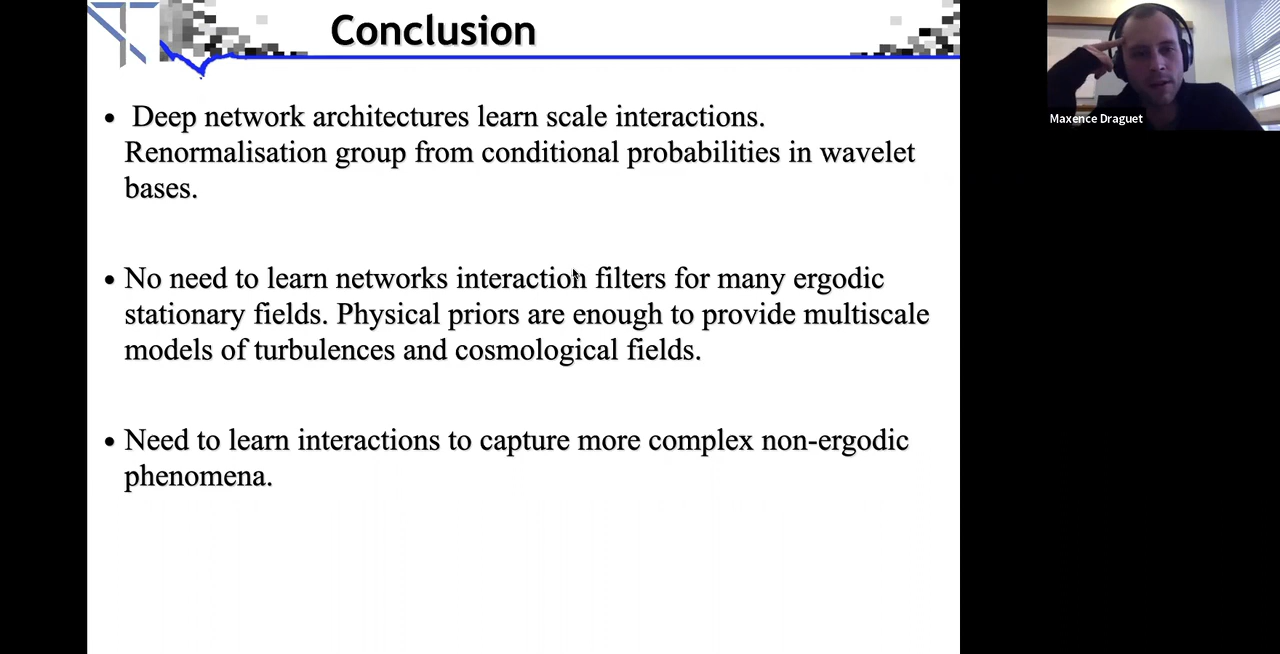 Conclusion
Maxence Draguet
• Deep network architectures learn scale interactions.
Renormalisation group from conditional probabilities in wavelet
bases.
• No need to learn networks interaction filters for many ergodic
stationary fields. Physical priors are enough to provide multiscale
models of turbulences and cosmological fields.
• Need to learn interactions to capture more complex non-ergodic
phenomena.